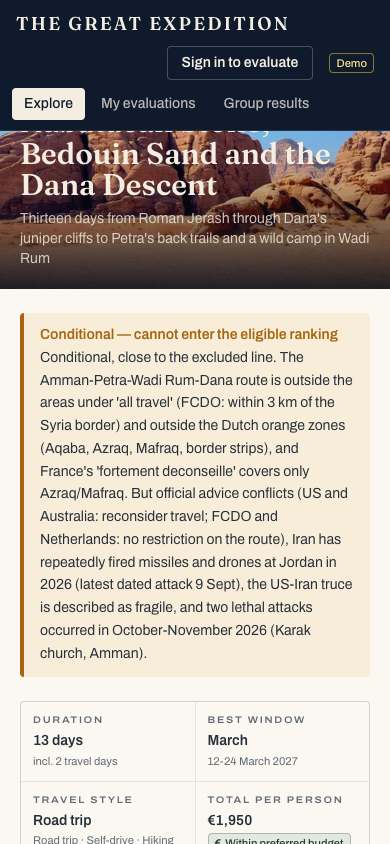 THE GREAT EXPEDITION
Sign in to evaluate
Demo
Explore
My evaluations
Group results
Bedouin Sand and the
Dana Descent
Thirteen days from Roman Jerash through Dana's
juniper cliffs to Petra's back trails and a wild camp in Wadi
Rum
Conditional — cannot enter the eligible ranking
Conditional, close to the excluded line. The
Amman-Petra-Wadi Rum-Dana route is outside the
areas under 'all travel' (FCDO: within 3 km of the
Syria border) and outside the Dutch orange zones
(Aqaba, Azraq, Mafraq, border strips), and
France's 'fortement deconseille' covers only
Azraq/Mafraq. But official advice conflicts (US and
Australia: reconsider travel; FCDO and
Netherlands: no restriction on the route), Iran has
repeatedly fired missiles and drones at Jordan in
2026 (latest dated attack 9 Sept), the US-Iran truce
is described as fragile, and two lethal attacks
occurred in October-November 2026 (Karak
church, Amman).
DURATION
13 days
incl. 2 travel days
BEST WINDOW
March
12-24 March 2027
TRAVEL STYLE
Road trip
Road trip · Self-drive · Hiking
TOTAL PER PERSON
€1,950
€ Within preferred budget